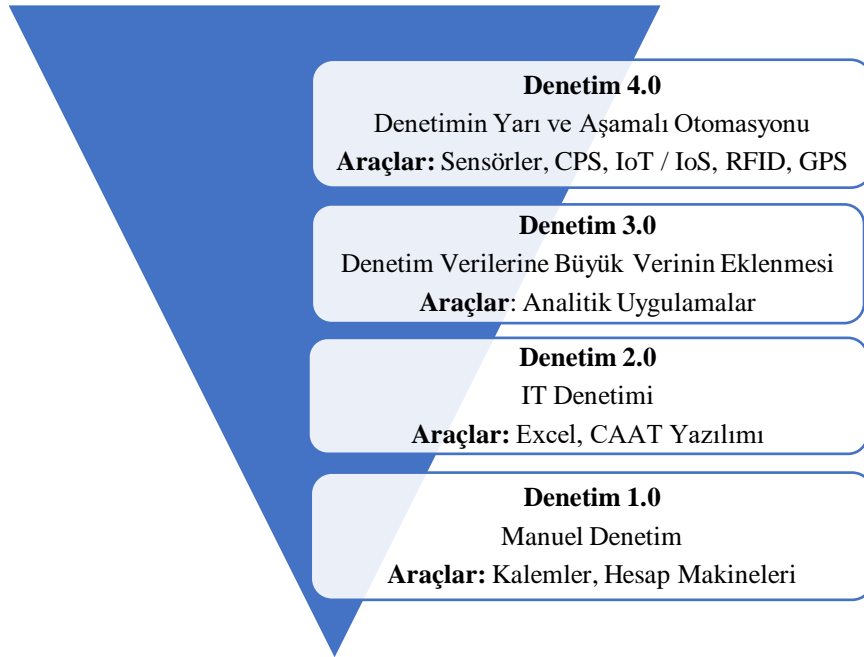 Denetim 4.0
Denetimin Yarı ve Aşamalı Otomasyonu
Araçlar: Sensörler, CPS, IoT / IoS, RFID, GPS
Denetim 3.0
Denetim Verilerine Büyük Verinin Eklenmesi
Araçlar: Analitik Uygulamalar
Denetim 2.0
IT Denetimi
Araçlar: Excel, CAAT Yazılımı
Denetim 1.0
Manuel Denetim
Araçlar: Kalemler, Hesap Makineleri